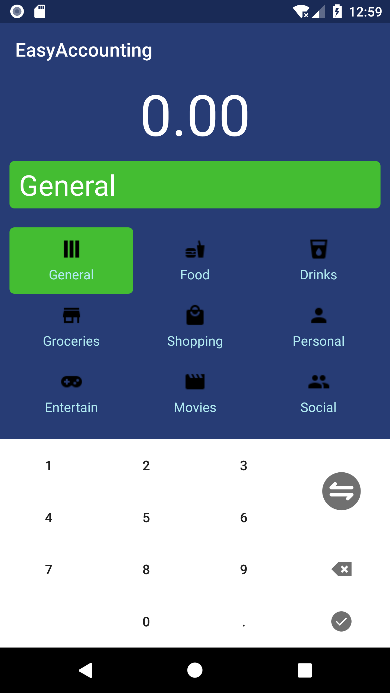 12:59
EasyAccounting
0.00
General
General Food Drinks
Groceries Shopping Personal
Entertain Movies Social
1 2 3
4 5 6
7 8 9
0 .